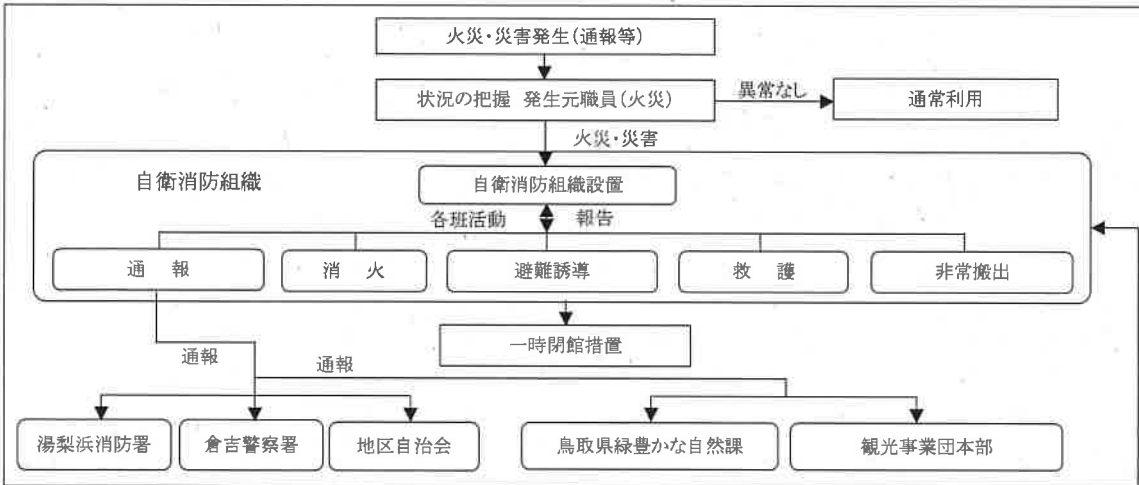 火災・災害発生(通報等)
状況の把握 発生元職員(火災)
異常なし
通常利用
火災・災害
自衛消防組織
自衛消防組織設置
各班活動
報告
通 報
消 火
避難誘導
救 護
非常搬出
一時閉館措置
通報
通報
湯梨浜消防署
倉吉警察署
地区自治会
鳥取県緑豊かな自然課
観光事業団本部